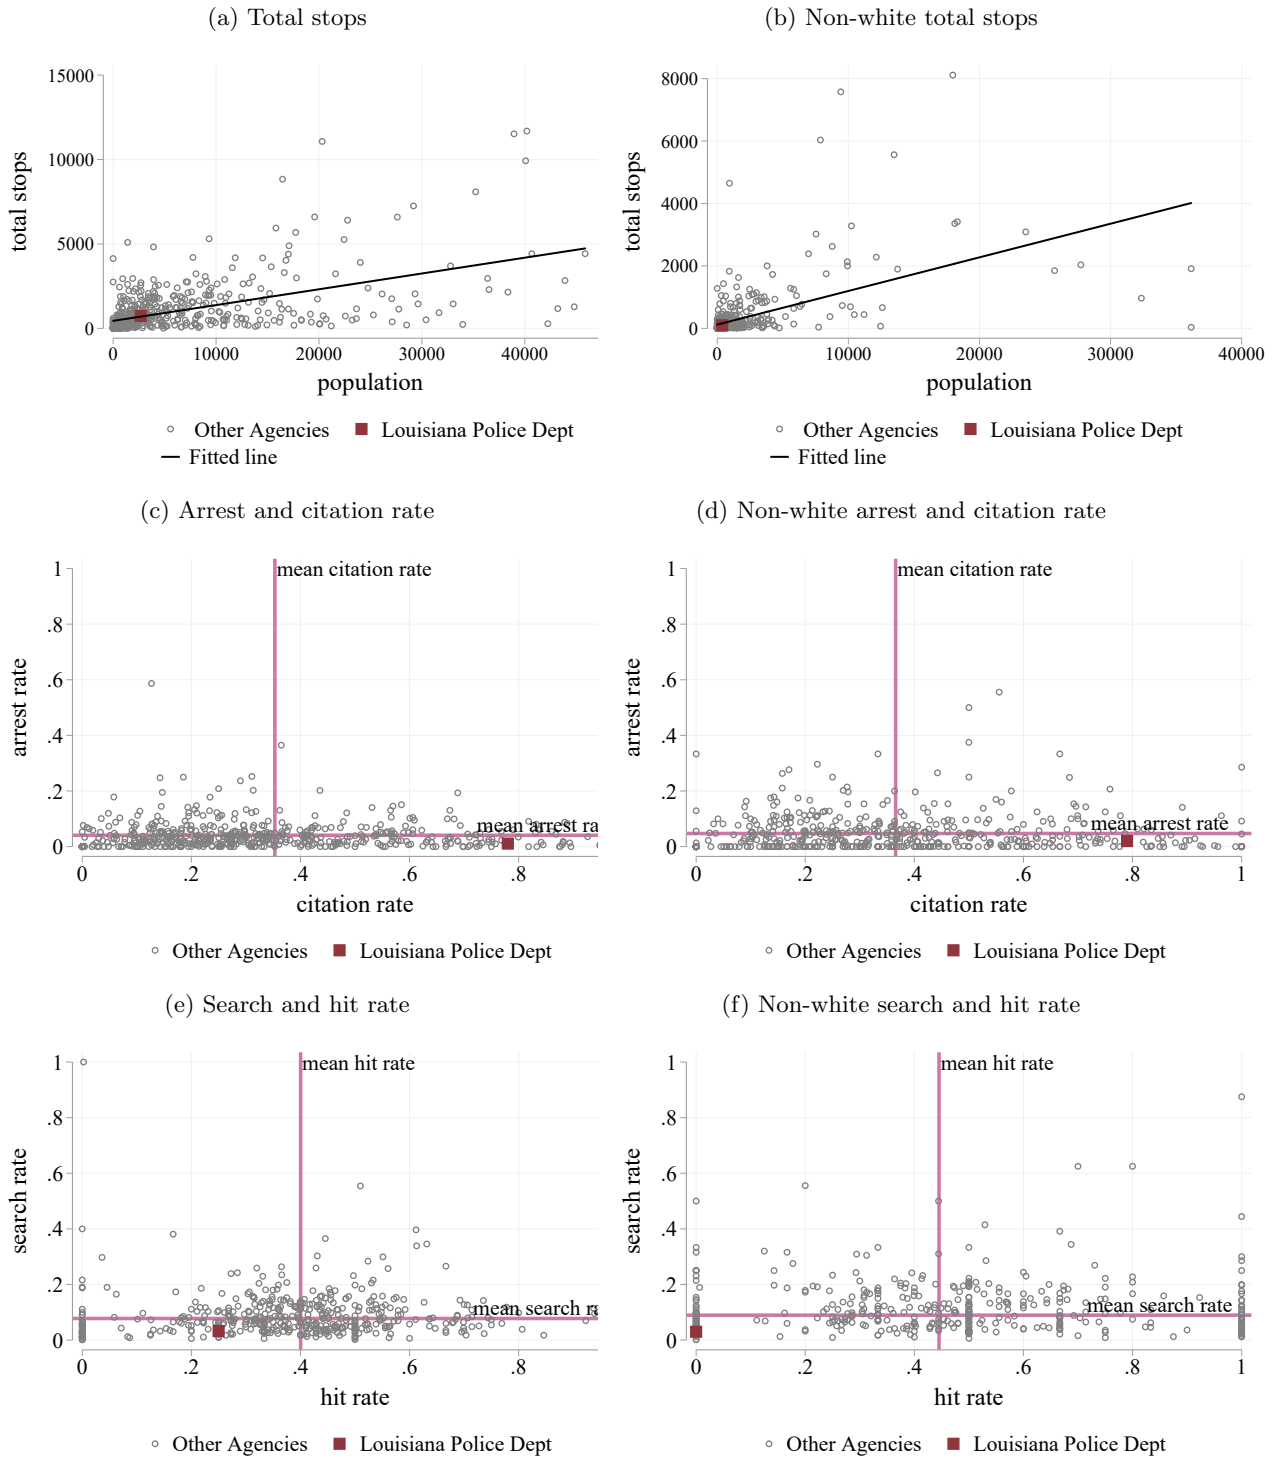 (a) Total stops
(b) Non-white total stops
15000
10000
5000
0
total stops
0 10000 20000 30000 40000
population
Other Agencies Louisiana Police Dept
Fitted line
8000
6000
4000
2000
0
total stops
0 10000 20000 30000 40000
population
Other Agencies Louisiana Police Dept
Fitted line
(c) Arrest and citation rate
(d) Non-white arrest and citation rate
mean citation rate
mean arrest ra
1
.8
.6
.4
.2
0
arrest rate
0 .2 .4 .6 .8
citation rate
Other Agencies Louisiana Police Dept
mean citation rate
mean arrest rate
1
.8
.6
.4
.2
0
arrest rate
0 .2 .4 .6 .8 1
citation rate
Other Agencies Louisiana Police Dept
(e) Search and hit rate
(f) Non-white search and hit rate
mean hit rate
mean search ra
1
.8
.6
.4
.2
0
search rate
0 .2 .4 .6 .8
hit rate
Other Agencies Louisiana Police Dept
mean hit rate
mean search rate
1
.8
.6
.4
.2
0
search rate
0 .2 .4 .6 .8 1
hit rate
Other Agencies Louisiana Police Dept